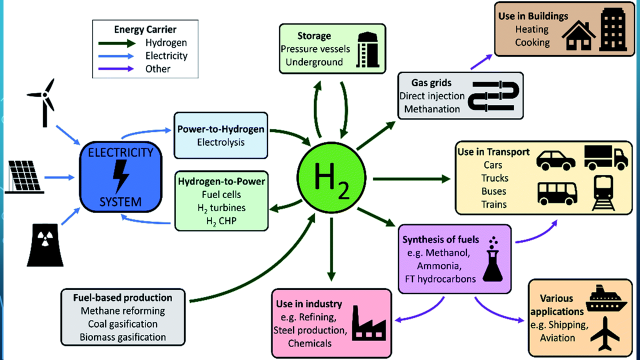 Energy Carrier
Hydrogen
Electricity
Other
Storage
Pressure vessels
Underground
Use in Buildings
Heating
Cooking
Gas grids
Direct injection
Methanation
Power-to-Hydrogen
Electrolysis
ELECTRICITY
SYSTEM
Hydrogen-to-Power
Fuel cells
H₂ turbines
H₂ CHP
H₂
Use in Transport
Cars
Trucks
Buses
Trains
Synthesis of fuels
e.g. Methanol,
Ammonia,
FT hydrocarbons
Fuel-based production
Methane reforming
Coal gasification
Biomass gasification
Use in industry
e.g. Refining,
Steel production,
Chemicals
Various
applications
e.g. Shipping,
Aviation